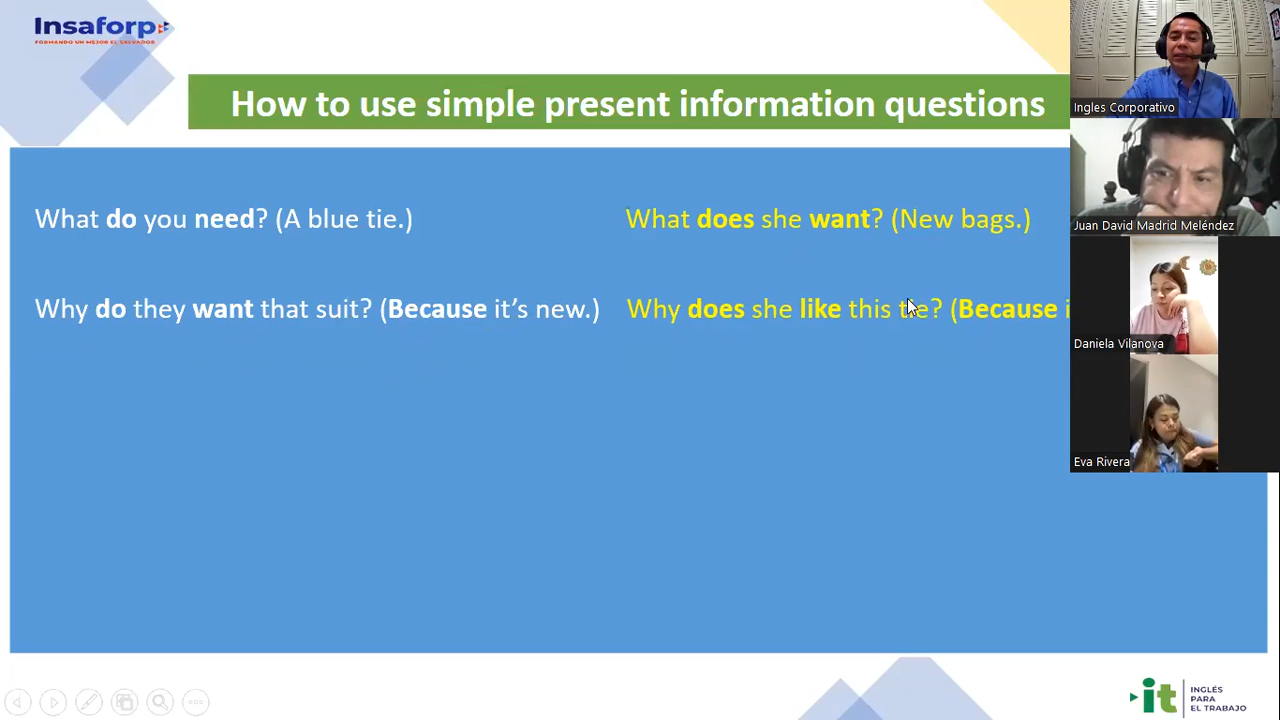 Insaforp
FORMANDO UN MEJOR EL SALVADOR
How to use simple present information questions
What do you need? (A blue tie.)
What does she want? (New bags.)
Why do they want that suit? (Because it's new.)
Why does she like this tie? (Because
Ingles Corporativo
Juan David Madrid Meléndez
Daniela Vilanova
Eva Rivera
it
INGLÉS
PARA
EL TRABAJO